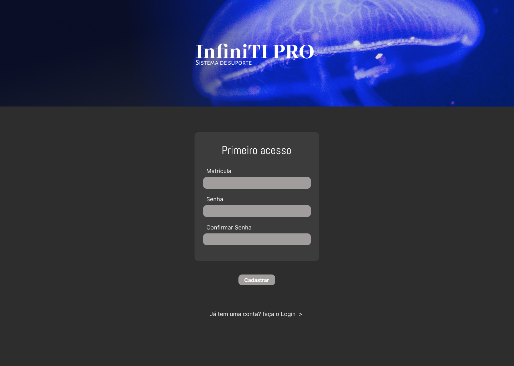 InfiniTI PRO
SISTEMA DE SUPORTE
Primeiro acesso
Matrícula
Senha
Confirmar Senha
Cadastrar
Já tem uma conta? faça o Login >